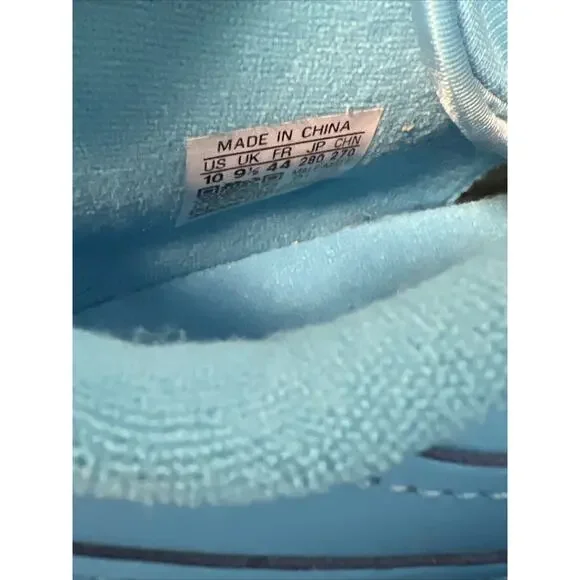 MADE IN CHINA
US UK FR JP CHN
10 9½ 44 280 270